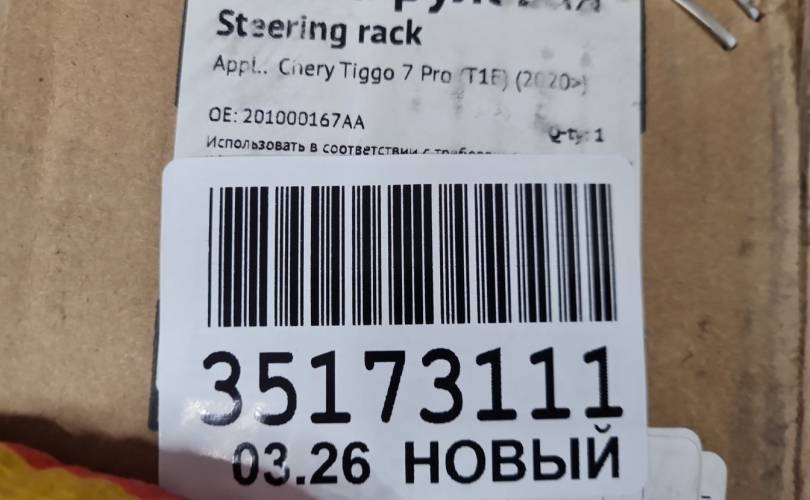 Steering rack
Appl.: Chery Tiggo 7 Pro (T1E) (2020>)
OE: 201000167AA
Q-ty: 1
Использовать в соответствии с
35173111
03.26 НОВЫЙ